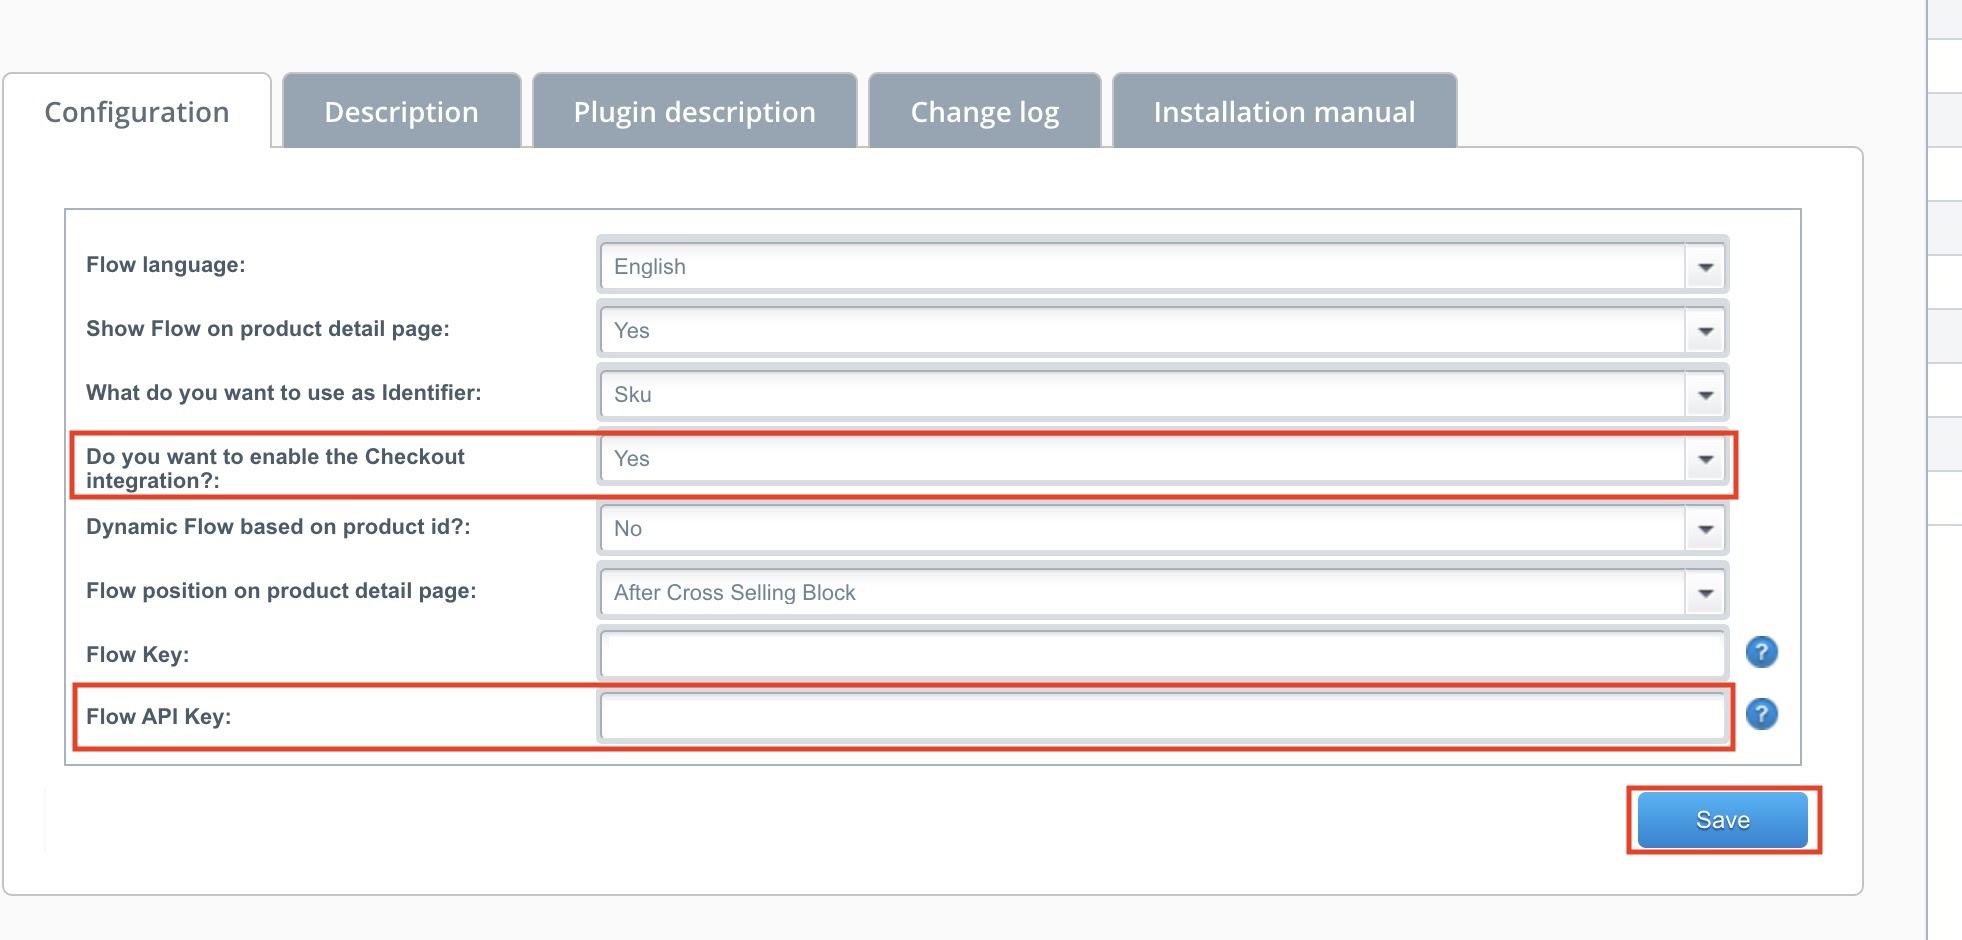 Configuration
Description
Plugin description
Change log
Installation manual
Flow language:
English
Show Flow on product detail page:
Yes
What do you want to use as Identifier:
Sku
Do you want to enable the Checkout
integration?:
Yes
Dynamic Flow based on product id?:
No
Flow position on product detail page:
After Cross Selling Block
Flow Key:
?
Flow API Key:
?
Save